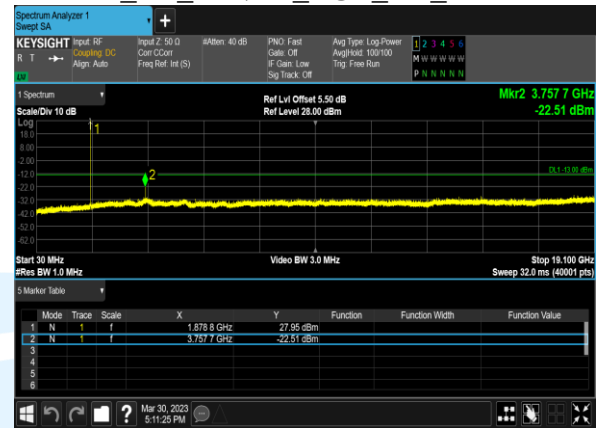 Spectrum Analyzer 1
Swept SA
KEYSIGHT Input: RF Input Z: 50 Ω #Atten: 40 dB PNO: Fast Avg Type: Log-Power 1 2 3 4 5 6
R T Coupling: DC Corr CCorr Gate: Off Avg|Hold: 100/100 M W W W W W
Align: Auto Freq Ref: Int (S) IF Gain: Low Trig: Free Run P N N N N N
Sig Track: Off
LXI
1 Spectrum Ref Lvl Offset 5.50 dB Mkr2 3.757 7 GHz
Scale/Div 10 dB Ref Level 28.00 dBm -22.51 dBm
Log
18.0
8.00
-2.00
-12.0
-22.0
-32.0
-42.0
-52.0
-62.0
1
2
DL1 -13.00 dBm
Start 30 MHz Video BW 3.0 MHz Stop 19.100 GHz
#Res BW 1.0 MHz Sweep 32.0 ms (40001 pts)
5 Marker Table
Mode Trace Scale X Y Function Function Width Function Value
1 N 1 f 1.878 8 GHz 27.95 dBm
2 N 1 f 3.757 7 GHz -22.51 dBm
3
4
5
6
? Mar 30, 2023
5:11:25 PM